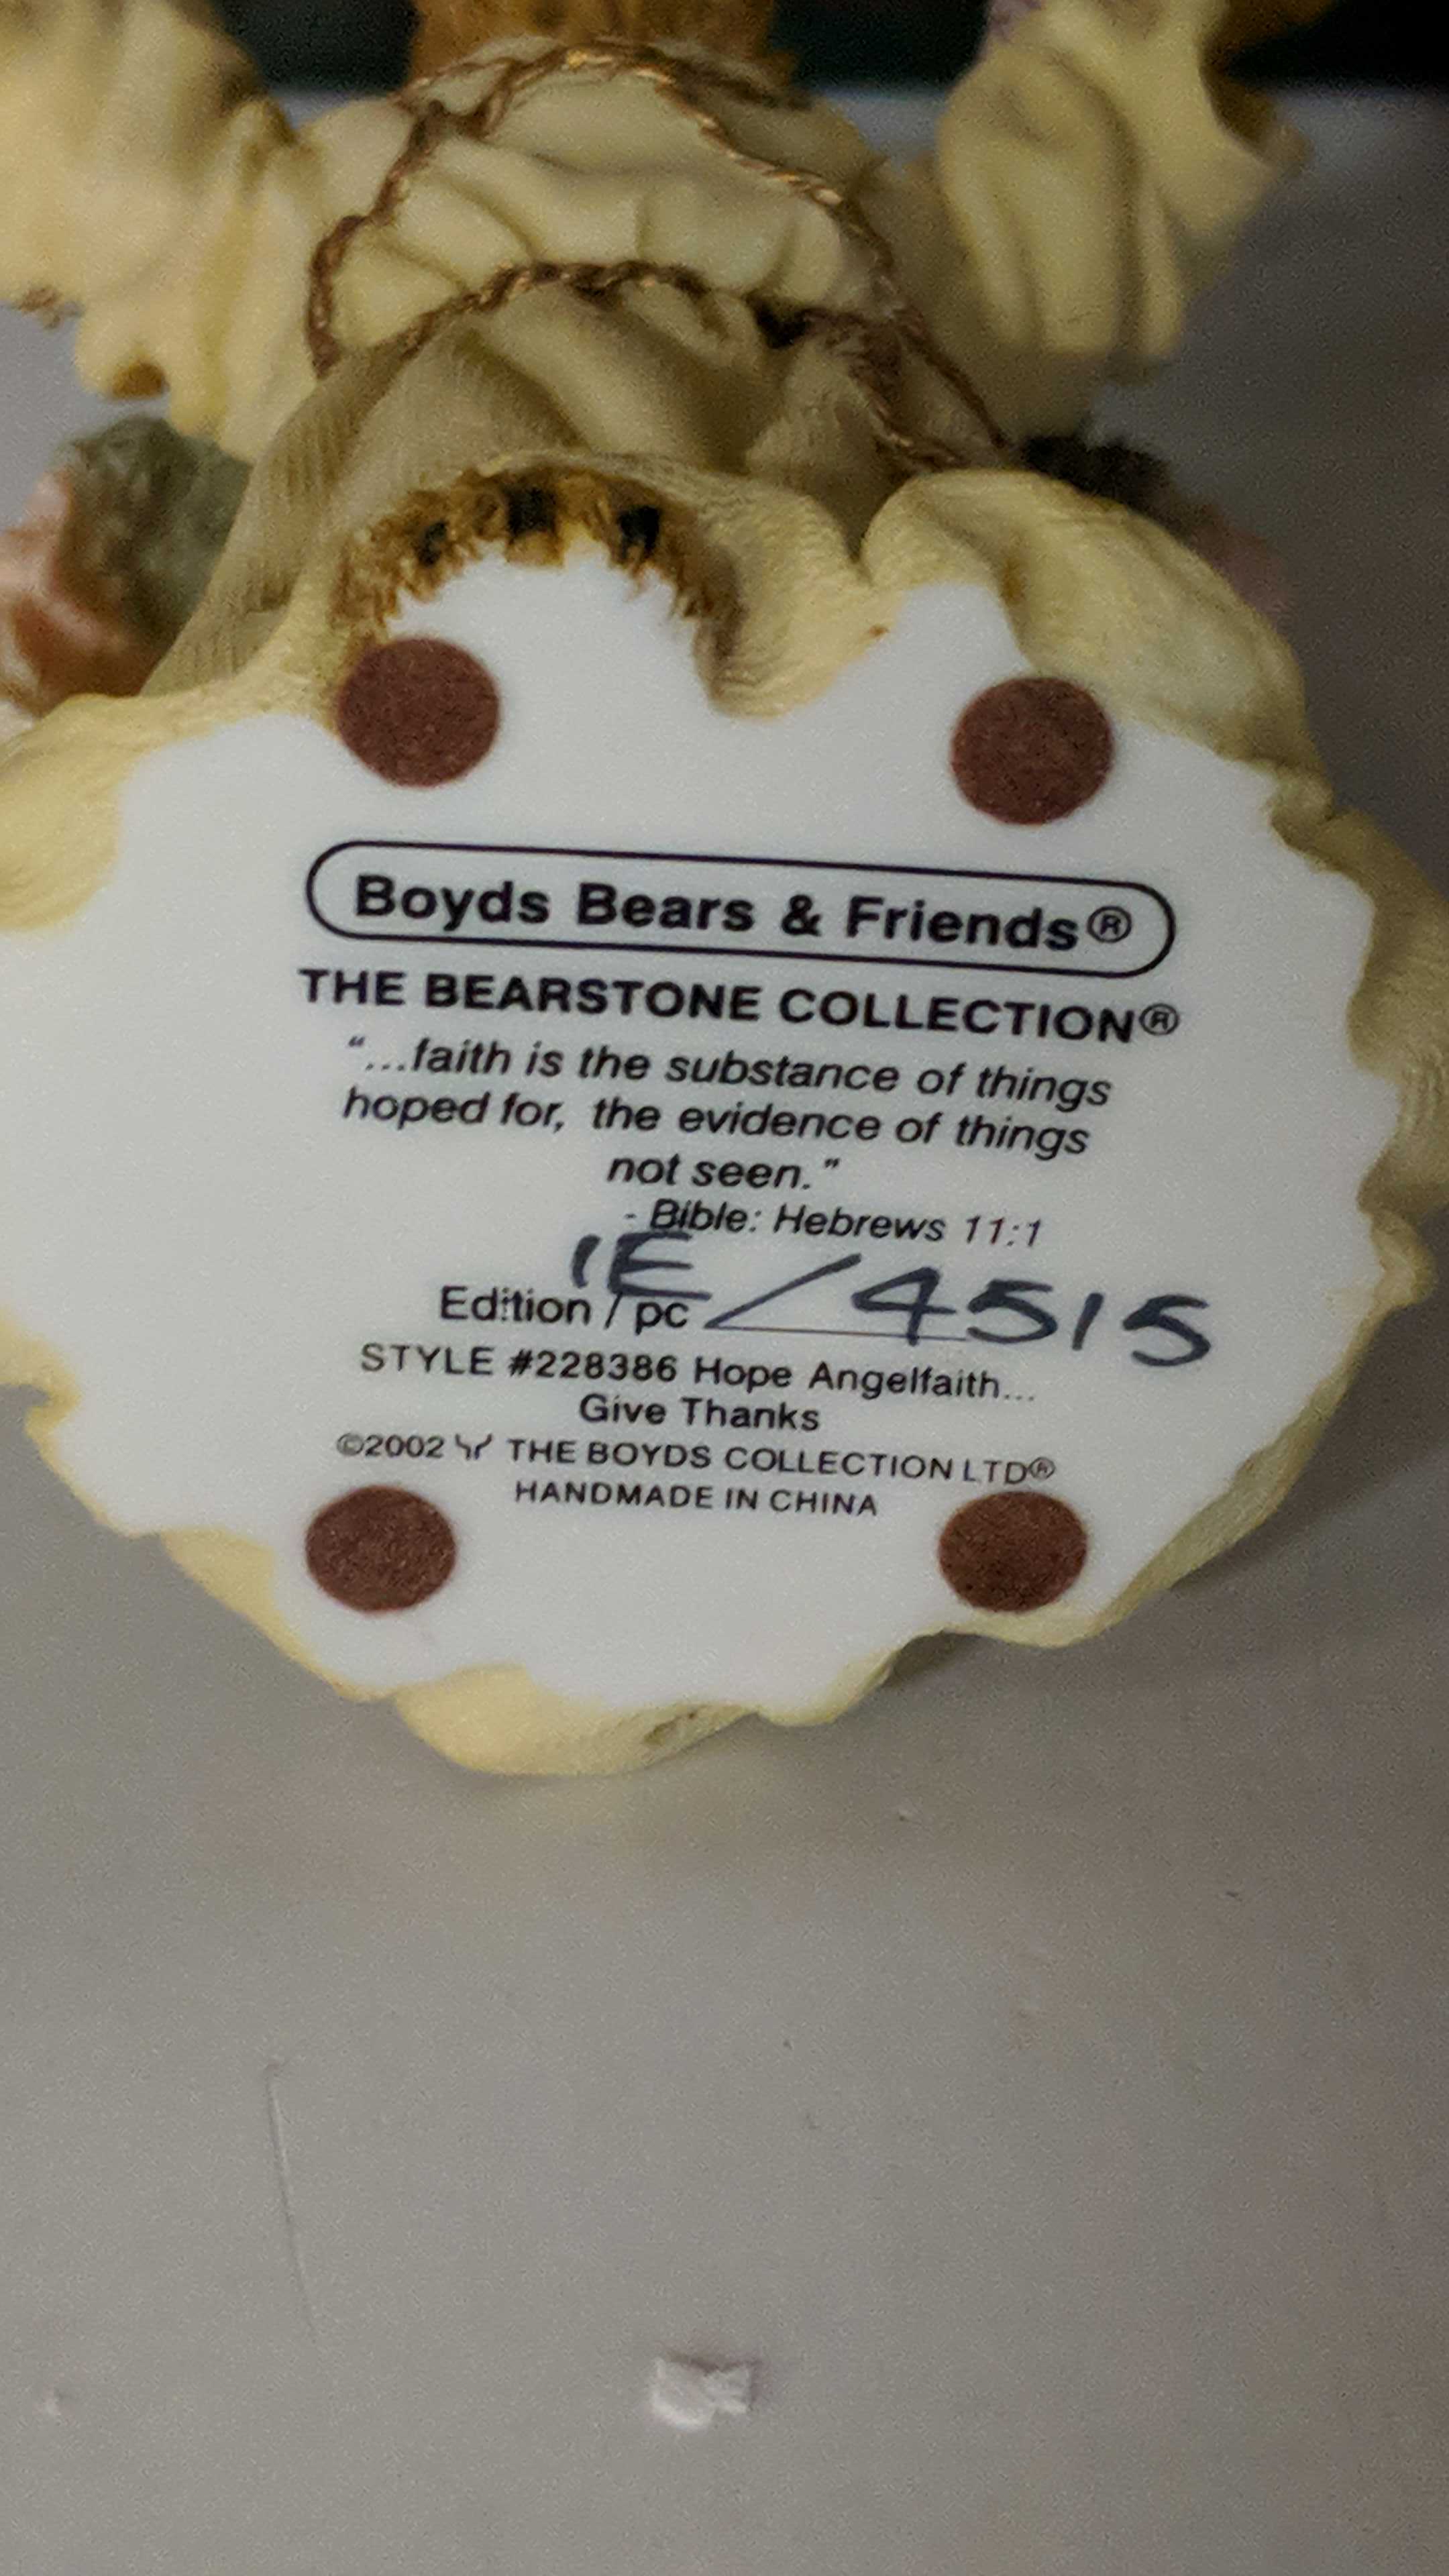 Boyds Bears & Friends®
THE BEARSTONE COLLECTION®
“...faith is the substance of things
hoped for, the evidence of things
not seen.”
- Bible: Hebrews 11:1
Edition / pc 1E/4515
STYLE #228386 Hope Angelfaith...
Give Thanks
©2002 THE BOYDS COLLECTION LTD®
HANDMADE IN CHINA